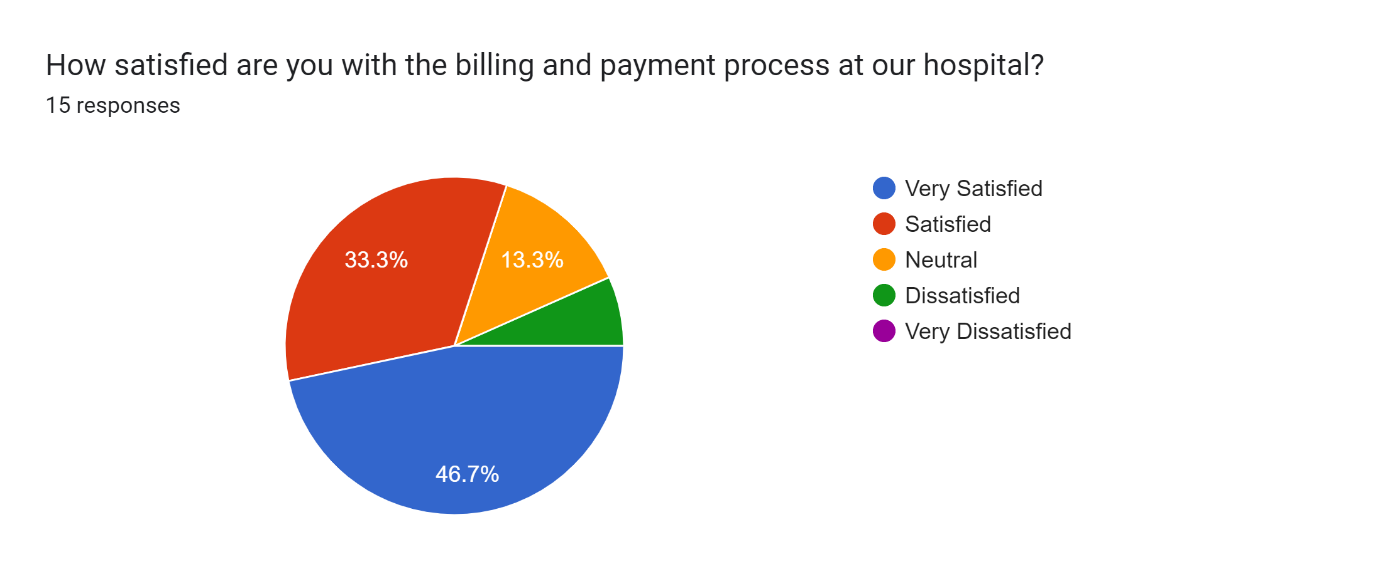 How satisfied are you with the billing and payment process at our hospital?
15 responses
33.3%
13.3%
46.7%
Very Satisfied
Satisfied
Neutral
Dissatisfied
Very Dissatisfied